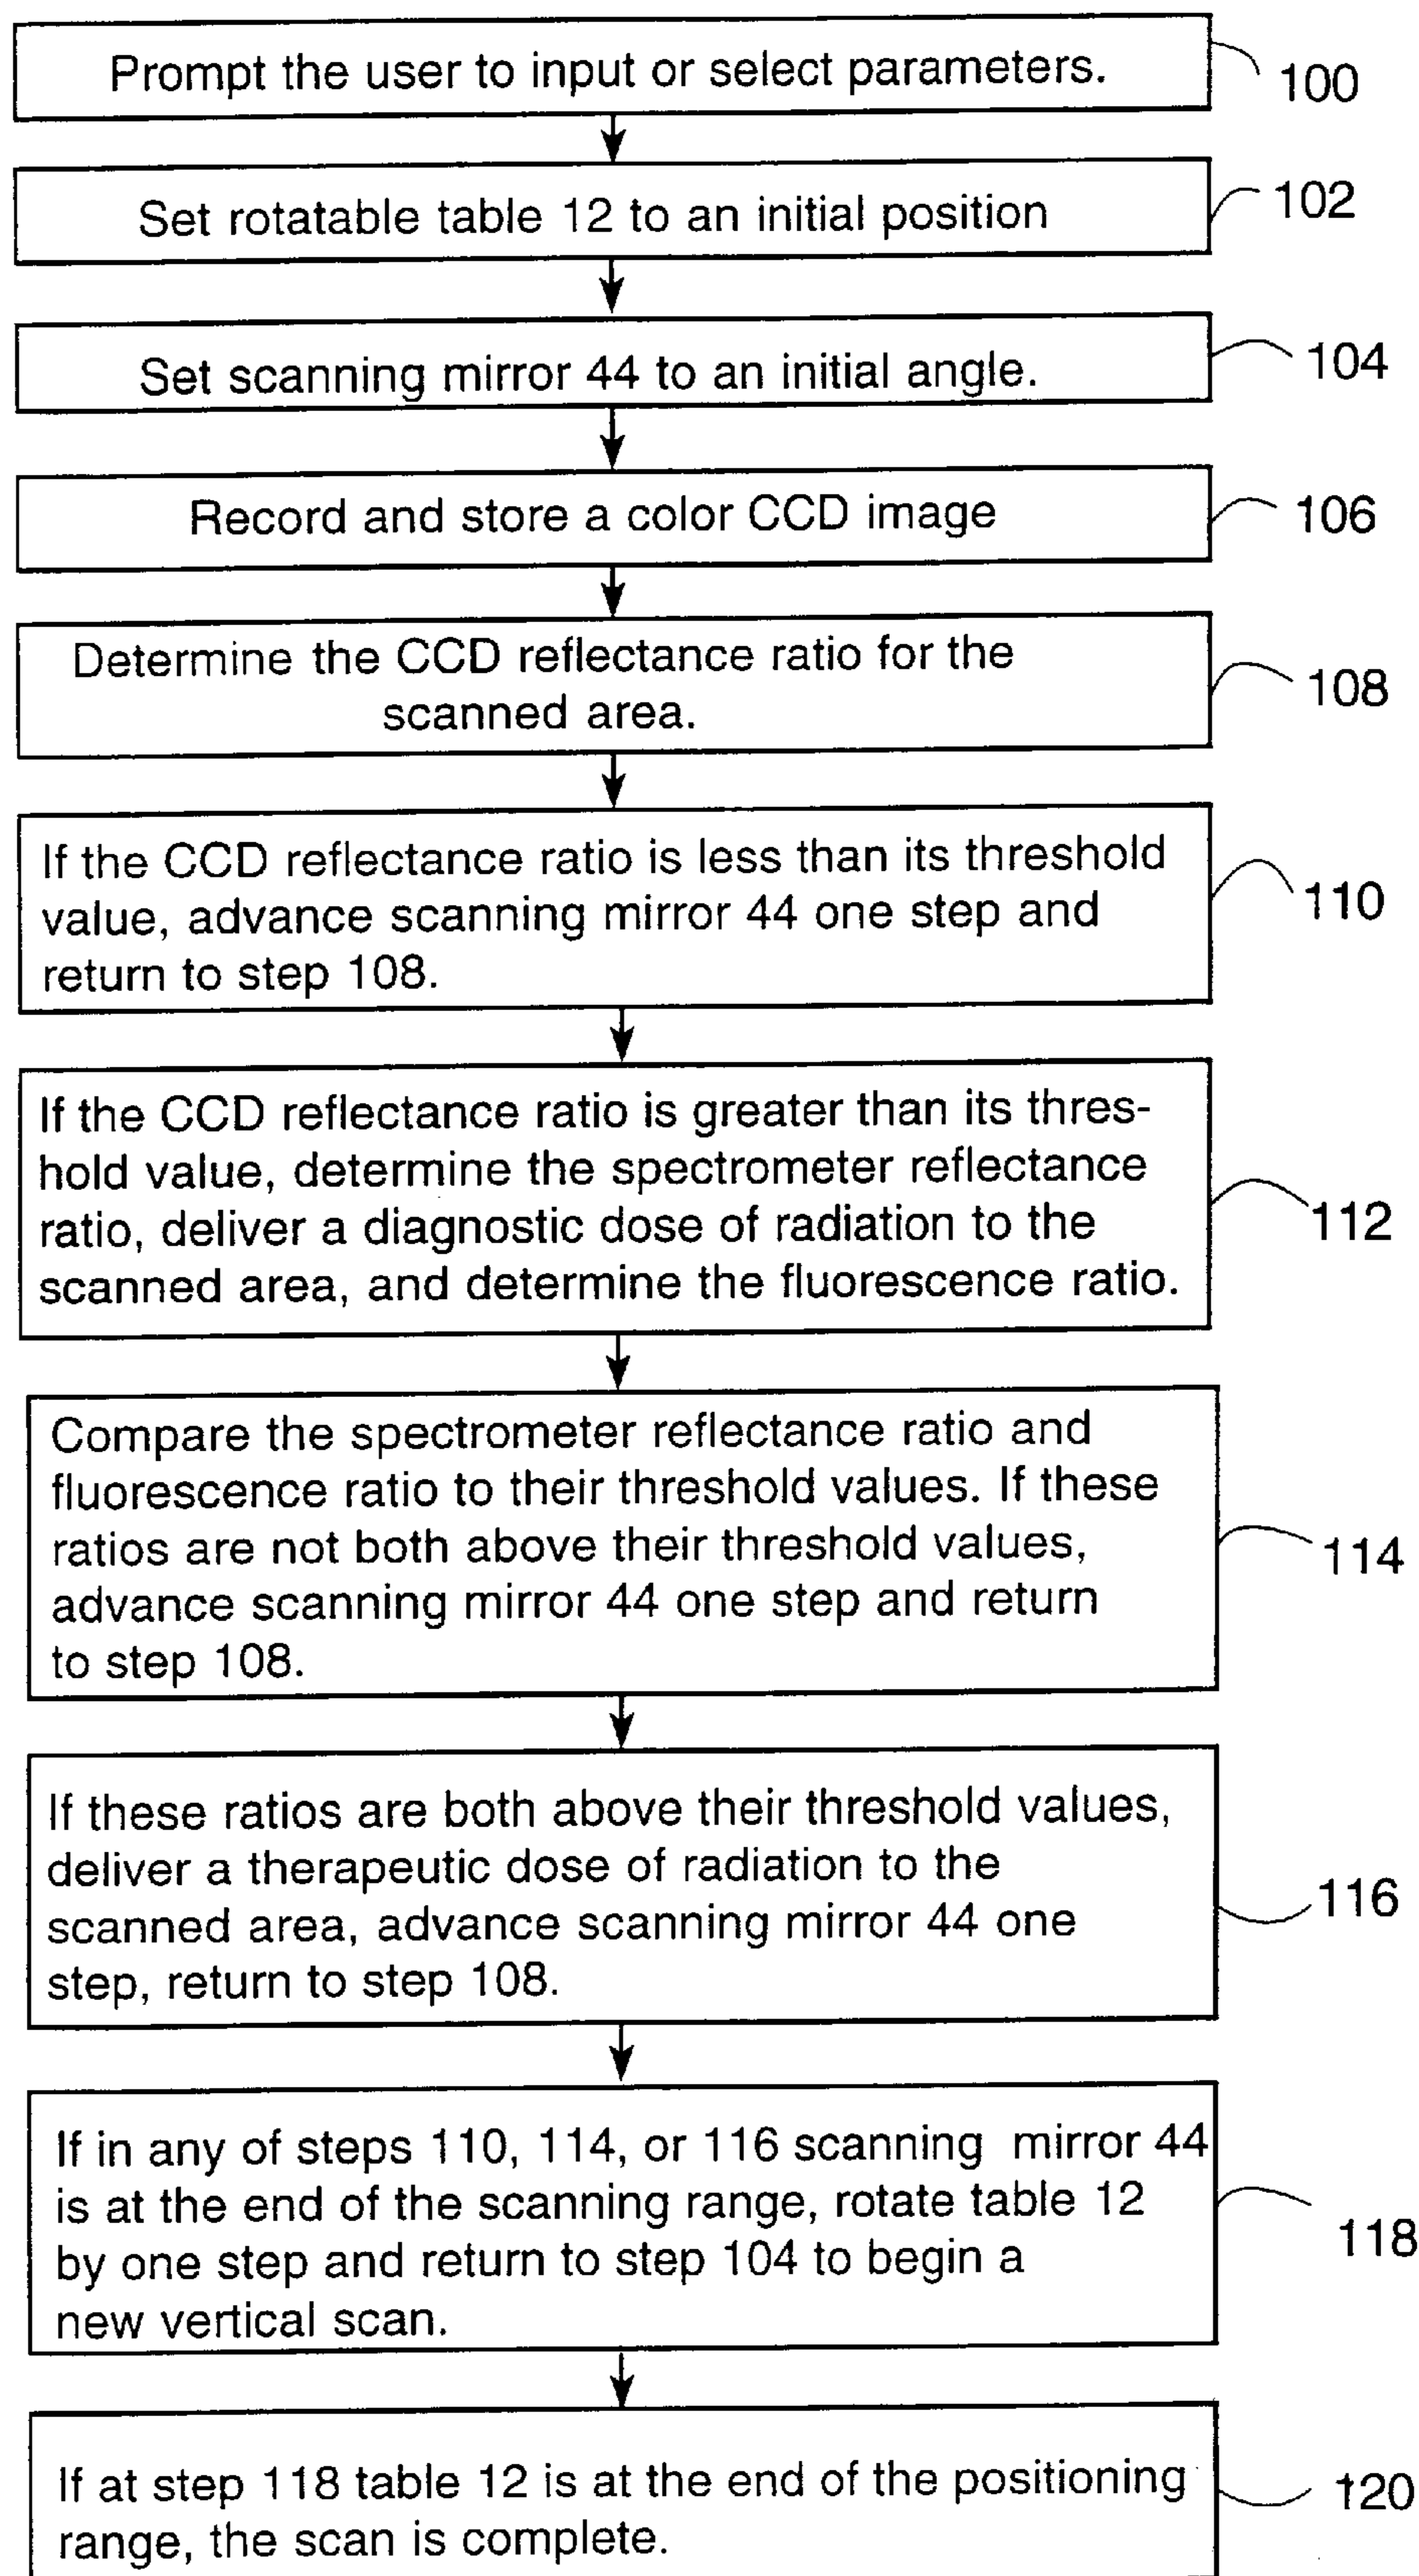 Prompt the user to input or select parameters.
100
Set rotatable table 12 to an initial position
102
Set scanning mirror 44 to an initial angle.
104
Record and store a color CCD image
106
Determine the CCD reflectance ratio for the
scanned area.
108
If the CCD reflectance ratio is less than its threshold
value, advance scanning mirror 44 one step and
return to step 108.
110
If the CCD reflectance ratio is greater than its thres-
hold value, determine the spectrometer reflectance
ratio, deliver a diagnostic dose of radiation to the
scanned area, and determine the fluorescence ratio.
112
Compare the spectrometer reflectance ratio and
fluorescence ratio to their threshold values. If these
ratios are not both above their threshold values,
advance scanning mirror 44 one step and return
to step 108.
114
If these ratios are both above their threshold values,
deliver a therapeutic dose of radiation to the
scanned area, advance scanning mirror 44 one
step, return to step 108.
116
If in any of steps 110, 114, or 116 scanning mirror 44
is at the end of the scanning range, rotate table 12
by one step and return to step 104 to begin a
new vertical scan.
118
If at step 118 table 12 is at the end of the positioning
range, the scan is complete.
120